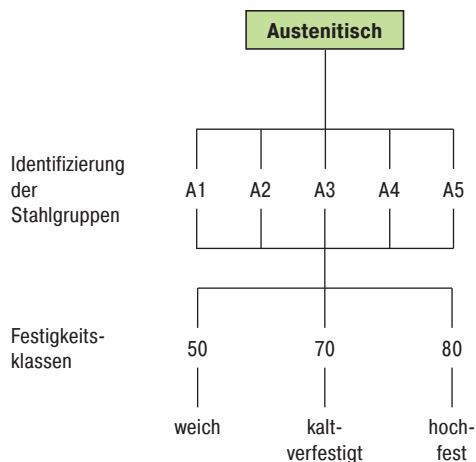 Austenitisch
Identifizierung
der
Stahlgruppen
A1 A2 A3 A4 A5
Festigkeits-
klassen
50 70 80
weich kalt- hoch-
verfestigt fest